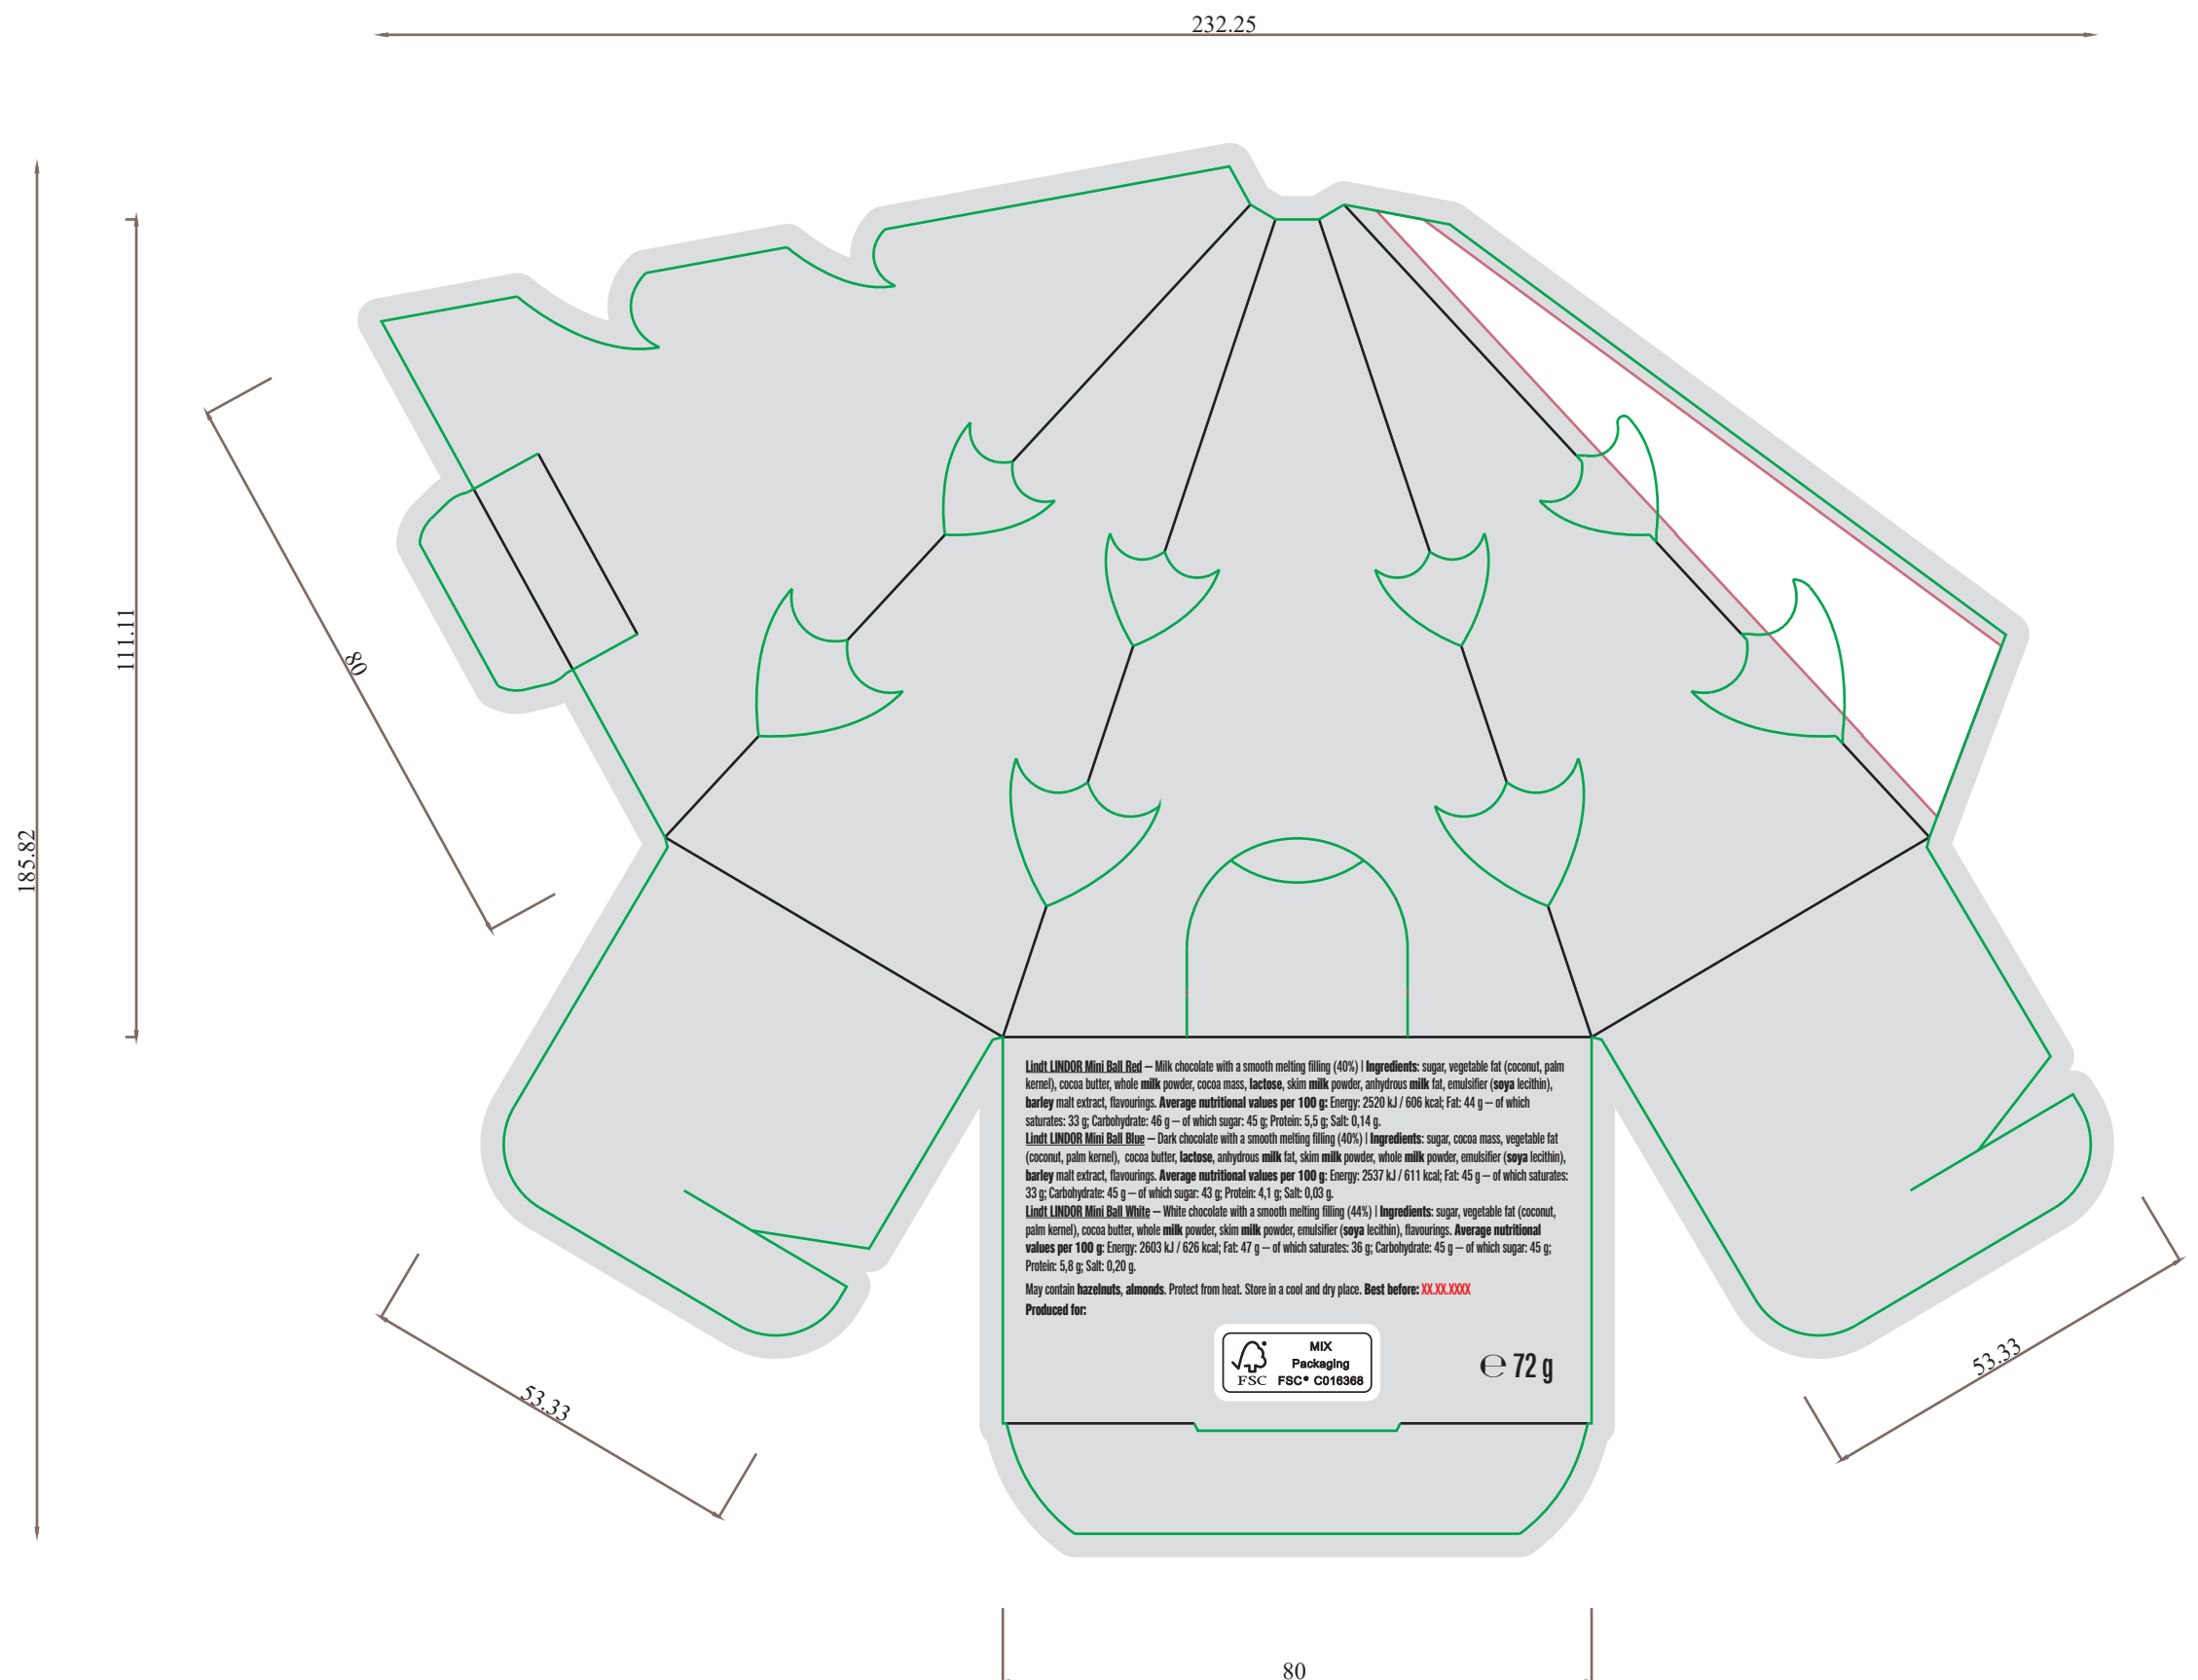 232.25
111.11
80
185.82
Lindt LINDOR Mini Ball Red – Milk chocolate with a smooth melting filling (40%) | Ingredients: sugar, vegetable fat (coconut, palm
kernel), cocoa butter, whole milk powder, cocoa mass, lactose, skim milk powder, anhydrous milk fat, emulsifier (soya lecithin),
barley malt extract, flavourings. Average nutritional values per 100 g: Energy: 2520 kJ / 606 kcal; Fat: 44 g – of which
saturates: 33 g; Carbohydrate: 46 g – of which sugar: 45 g; Protein: 5,5 g; Salt: 0,14 g.
Lindt LINDOR Mini Ball Blue – Dark chocolate with a smooth melting filling (40%) | Ingredients: sugar, cocoa mass, vegetable fat
(coconut, palm kernel), cocoa butter, lactose, anhydrous milk fat, skim milk powder, whole milk powder, emulsifier (soya lecithin),
barley malt extract, flavourings. Average nutritional values per 100 g: Energy: 2537 kJ / 611 kcal; Fat: 45 g – of which saturates:
33 g; Carbohydrate: 45 g – of which sugar: 43 g; Protein: 4,1 g; Salt: 0,03 g.
Lindt LINDOR Mini Ball White – White chocolate with a smooth melting filling (44%) | Ingredients: sugar, vegetable fat (coconut,
palm kernel), cocoa butter, whole milk powder, skim milk powder, emulsifier (soya lecithin), flavourings. Average nutritional
values per 100 g: Energy: 2603 kJ / 626 kcal; Fat: 47 g – of which saturates: 36 g; Carbohydrate: 45 g – of which sugar: 45 g;
Protein: 5,8 g; Salt: 0,20 g.
May contain hazelnuts, almonds. Protect from heat. Store in a cool and dry place. Best before: XX.XX.XXXX
Produced for:
MIX
Packaging
FSC FSC® C016368
℮ 72 g
53.33
53.33
80